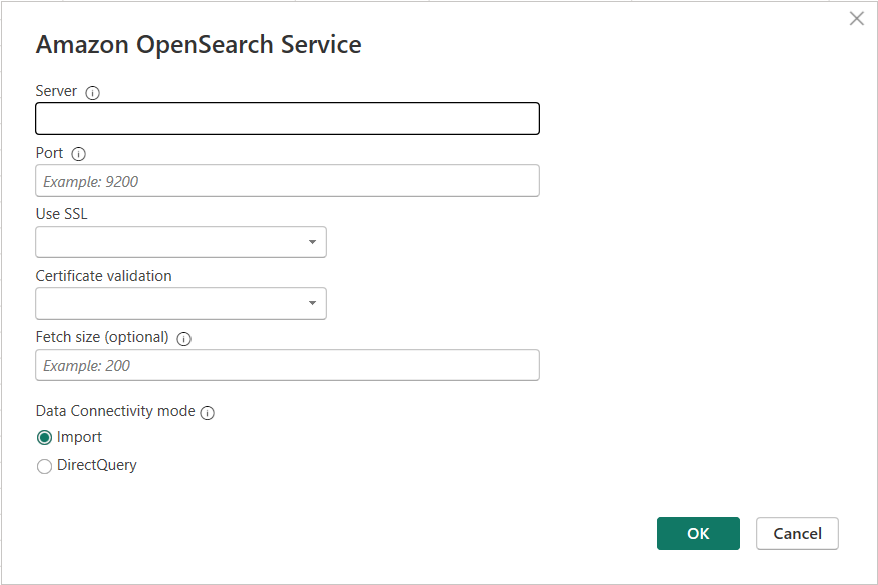 Amazon OpenSearch Service
Server
Port
Example: 9200
Use SSL
Certificate validation
Fetch size (optional)
Example: 200
Data Connectivity mode
Import
DirectQuery
OK Cancel